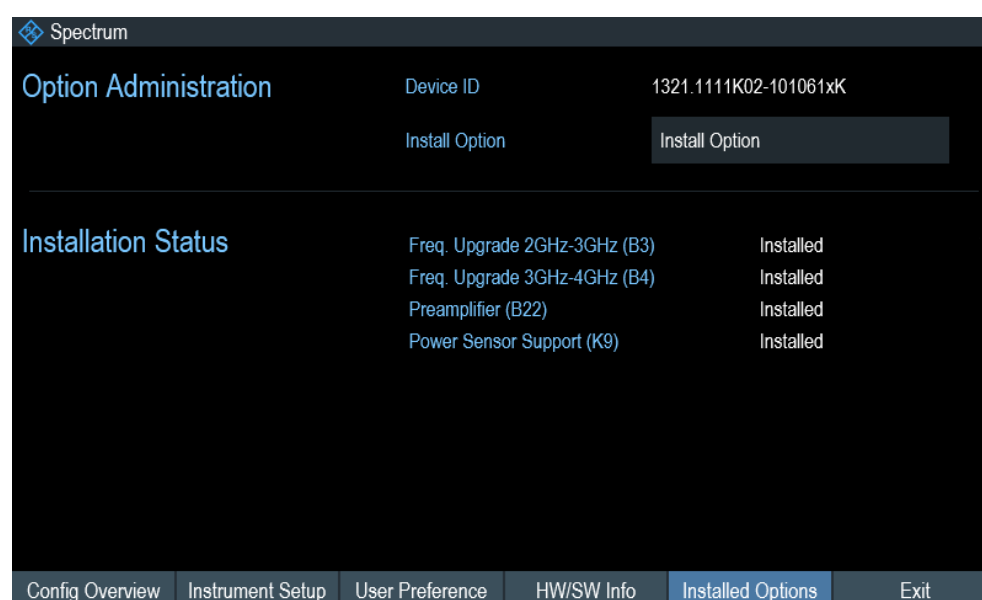 Spectrum
Option Administration Device ID 1321.1111K02-101061xK
Install Option Install Option
Installation Status Freq. Upgrade 2GHz-3GHz (B3) Installed
Freq. Upgrade 3GHz-4GHz (B4) Installed
Preamplifier (B22) Installed
Power Sensor Support (K9) Installed
Config Overview Instrument Setup User Preference HW/SW Info Installed Options Exit